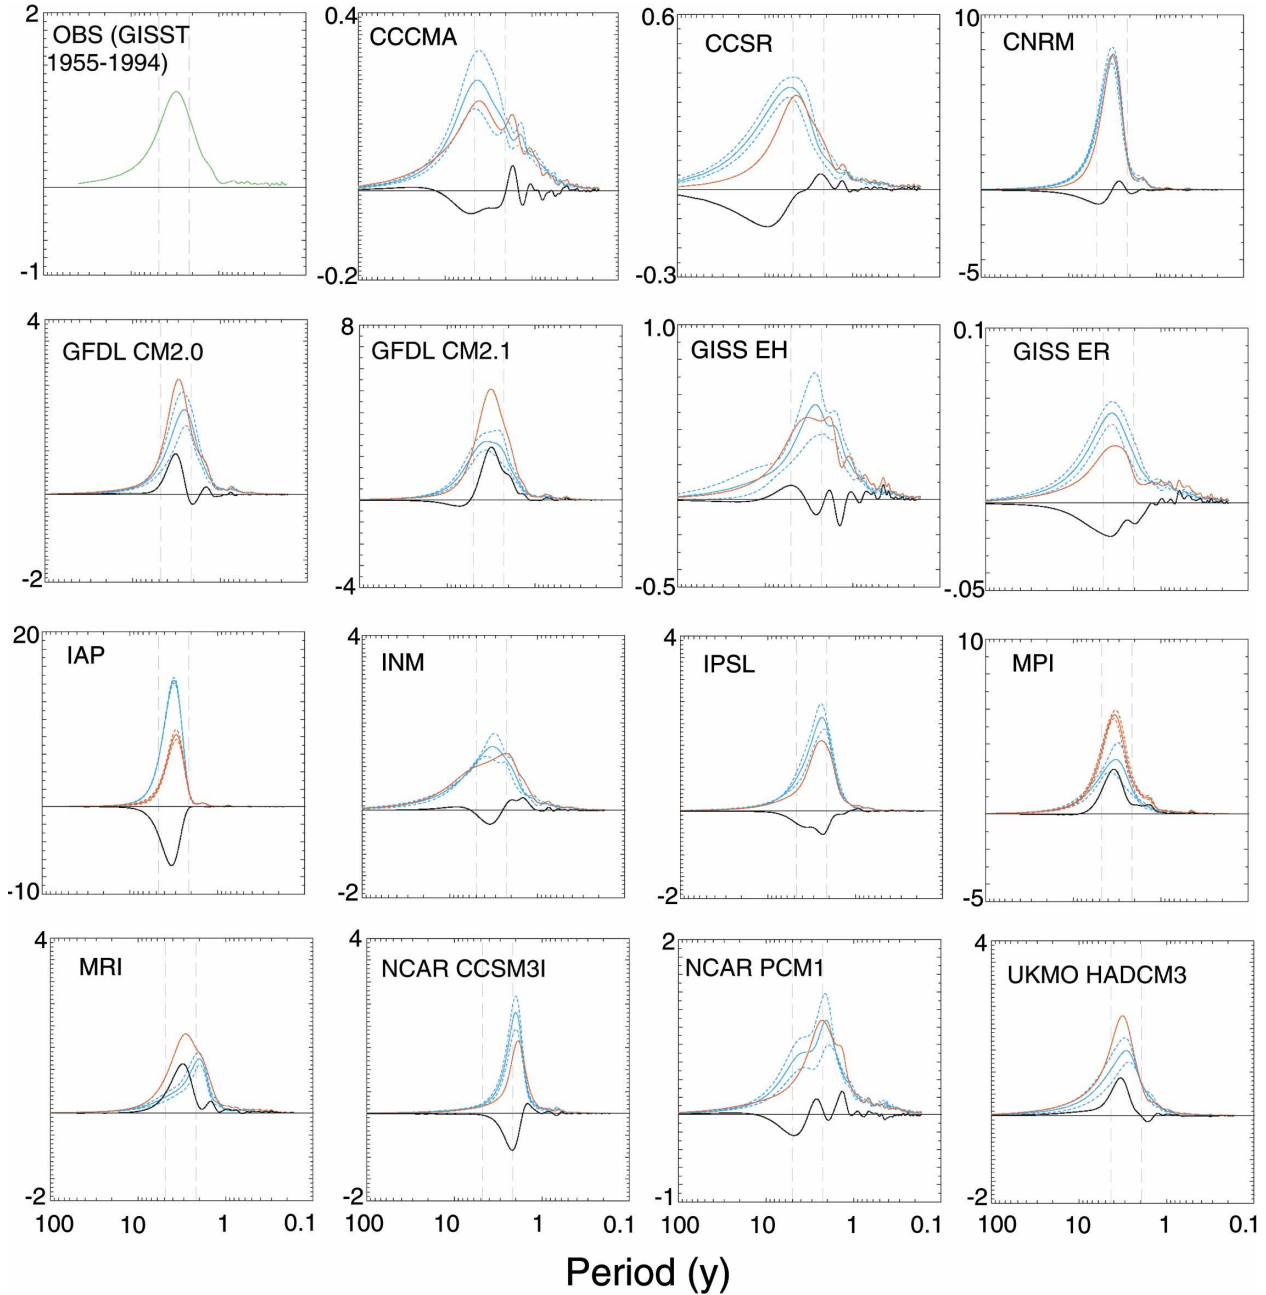 2
OBS (GISST
1955-1994)
-1
0.4
CCCMA
-0.2
0.6
CCSR
-0.3
10
CNRM
-5
4
GFDL CM2.0
-2
8
GFDL CM2.1
-4
1.0
GISS EH
-0.5
0.1
GISS ER
-.05
20
IAP
-10
4
INM
-2
4
IPSL
-2
10
MPI
-5
4
MRI
-2
100 10 1 0.1
4
NCAR CCSM3I
-2
100 10 1 0.1
2
NCAR PCM1
-1
100 10 1 0.1
4
UKMO HADCM3
-2
100 10 1 0.1
Period (y)